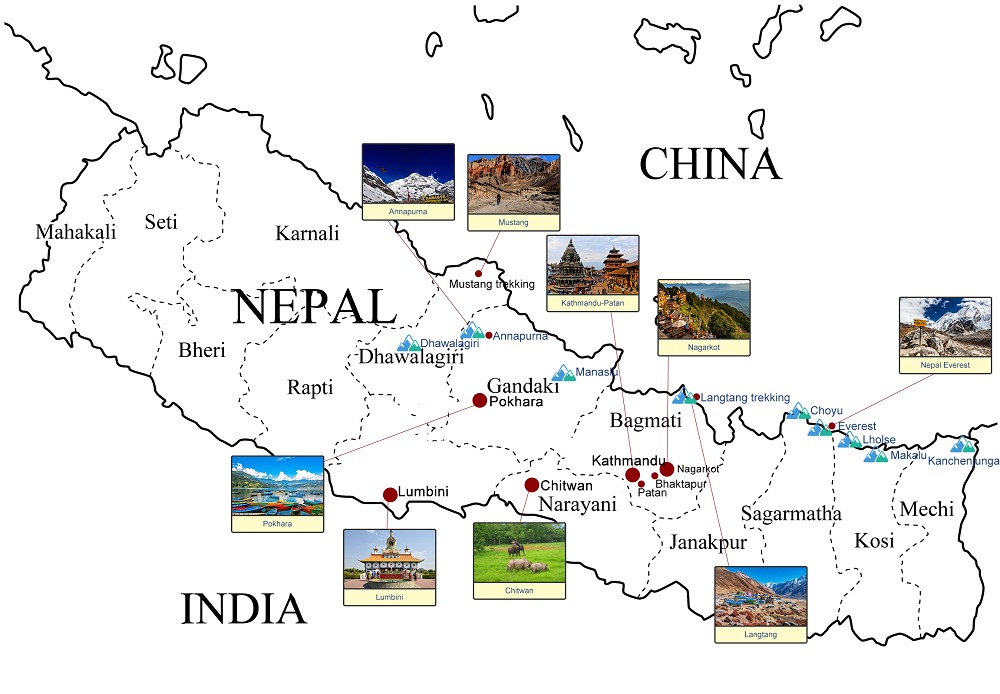 CHINA
NEPAL
INDIA
Mahakali
Seti
Karnali
Bheri
Rapti
Dhawalagiri
Gandaki
Bagmati
Narayani
Janakpur
Sagarmatha
Kosi
Mechi
Annapurna
Mustang
Kathmandu-Patan
Nagarkot
Nepal Everest
Pokhara
Lumbini
Chitwan
Langtang
Mustang trekking
Dhawalagiri
Annapurna
Manaslu
Pokhara
Langtang trekking
Choyu
Everest
Lholse
Makalu
Kanchenjunga
Kathmandu
Nagarkot
Bhaktapur
Patan
Lumbini
Chitwan